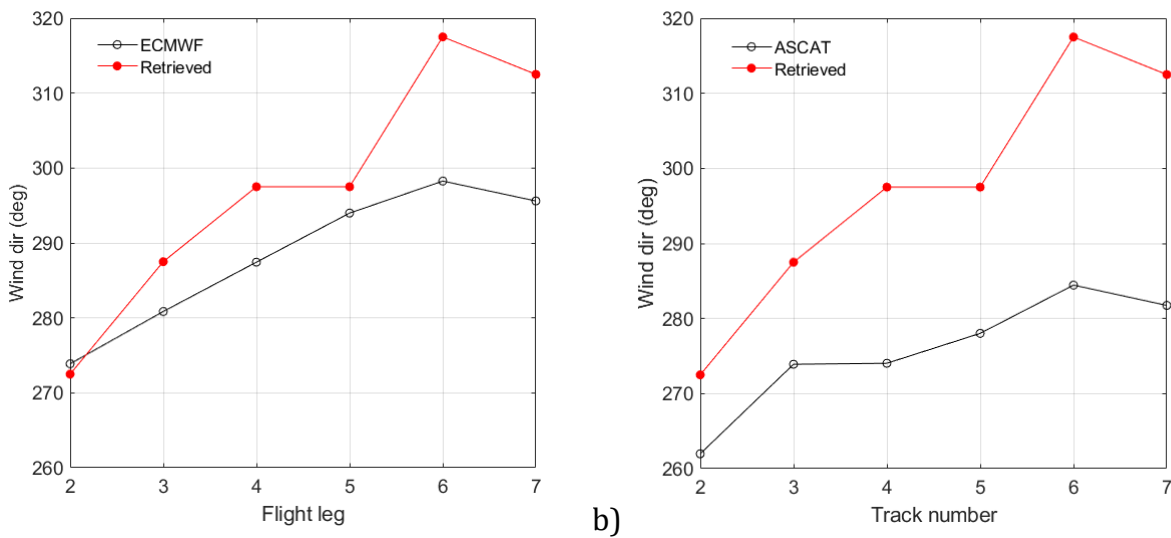 320
310
300
290
280
270
260
Wind dir (deg)
ECMWF
Retrieved
2 3 4 5 6 7
Flight leg
b)
320
310
300
290
280
270
260
Wind dir (deg)
ASCAT
Retrieved
2 3 4 5 6 7
Track number